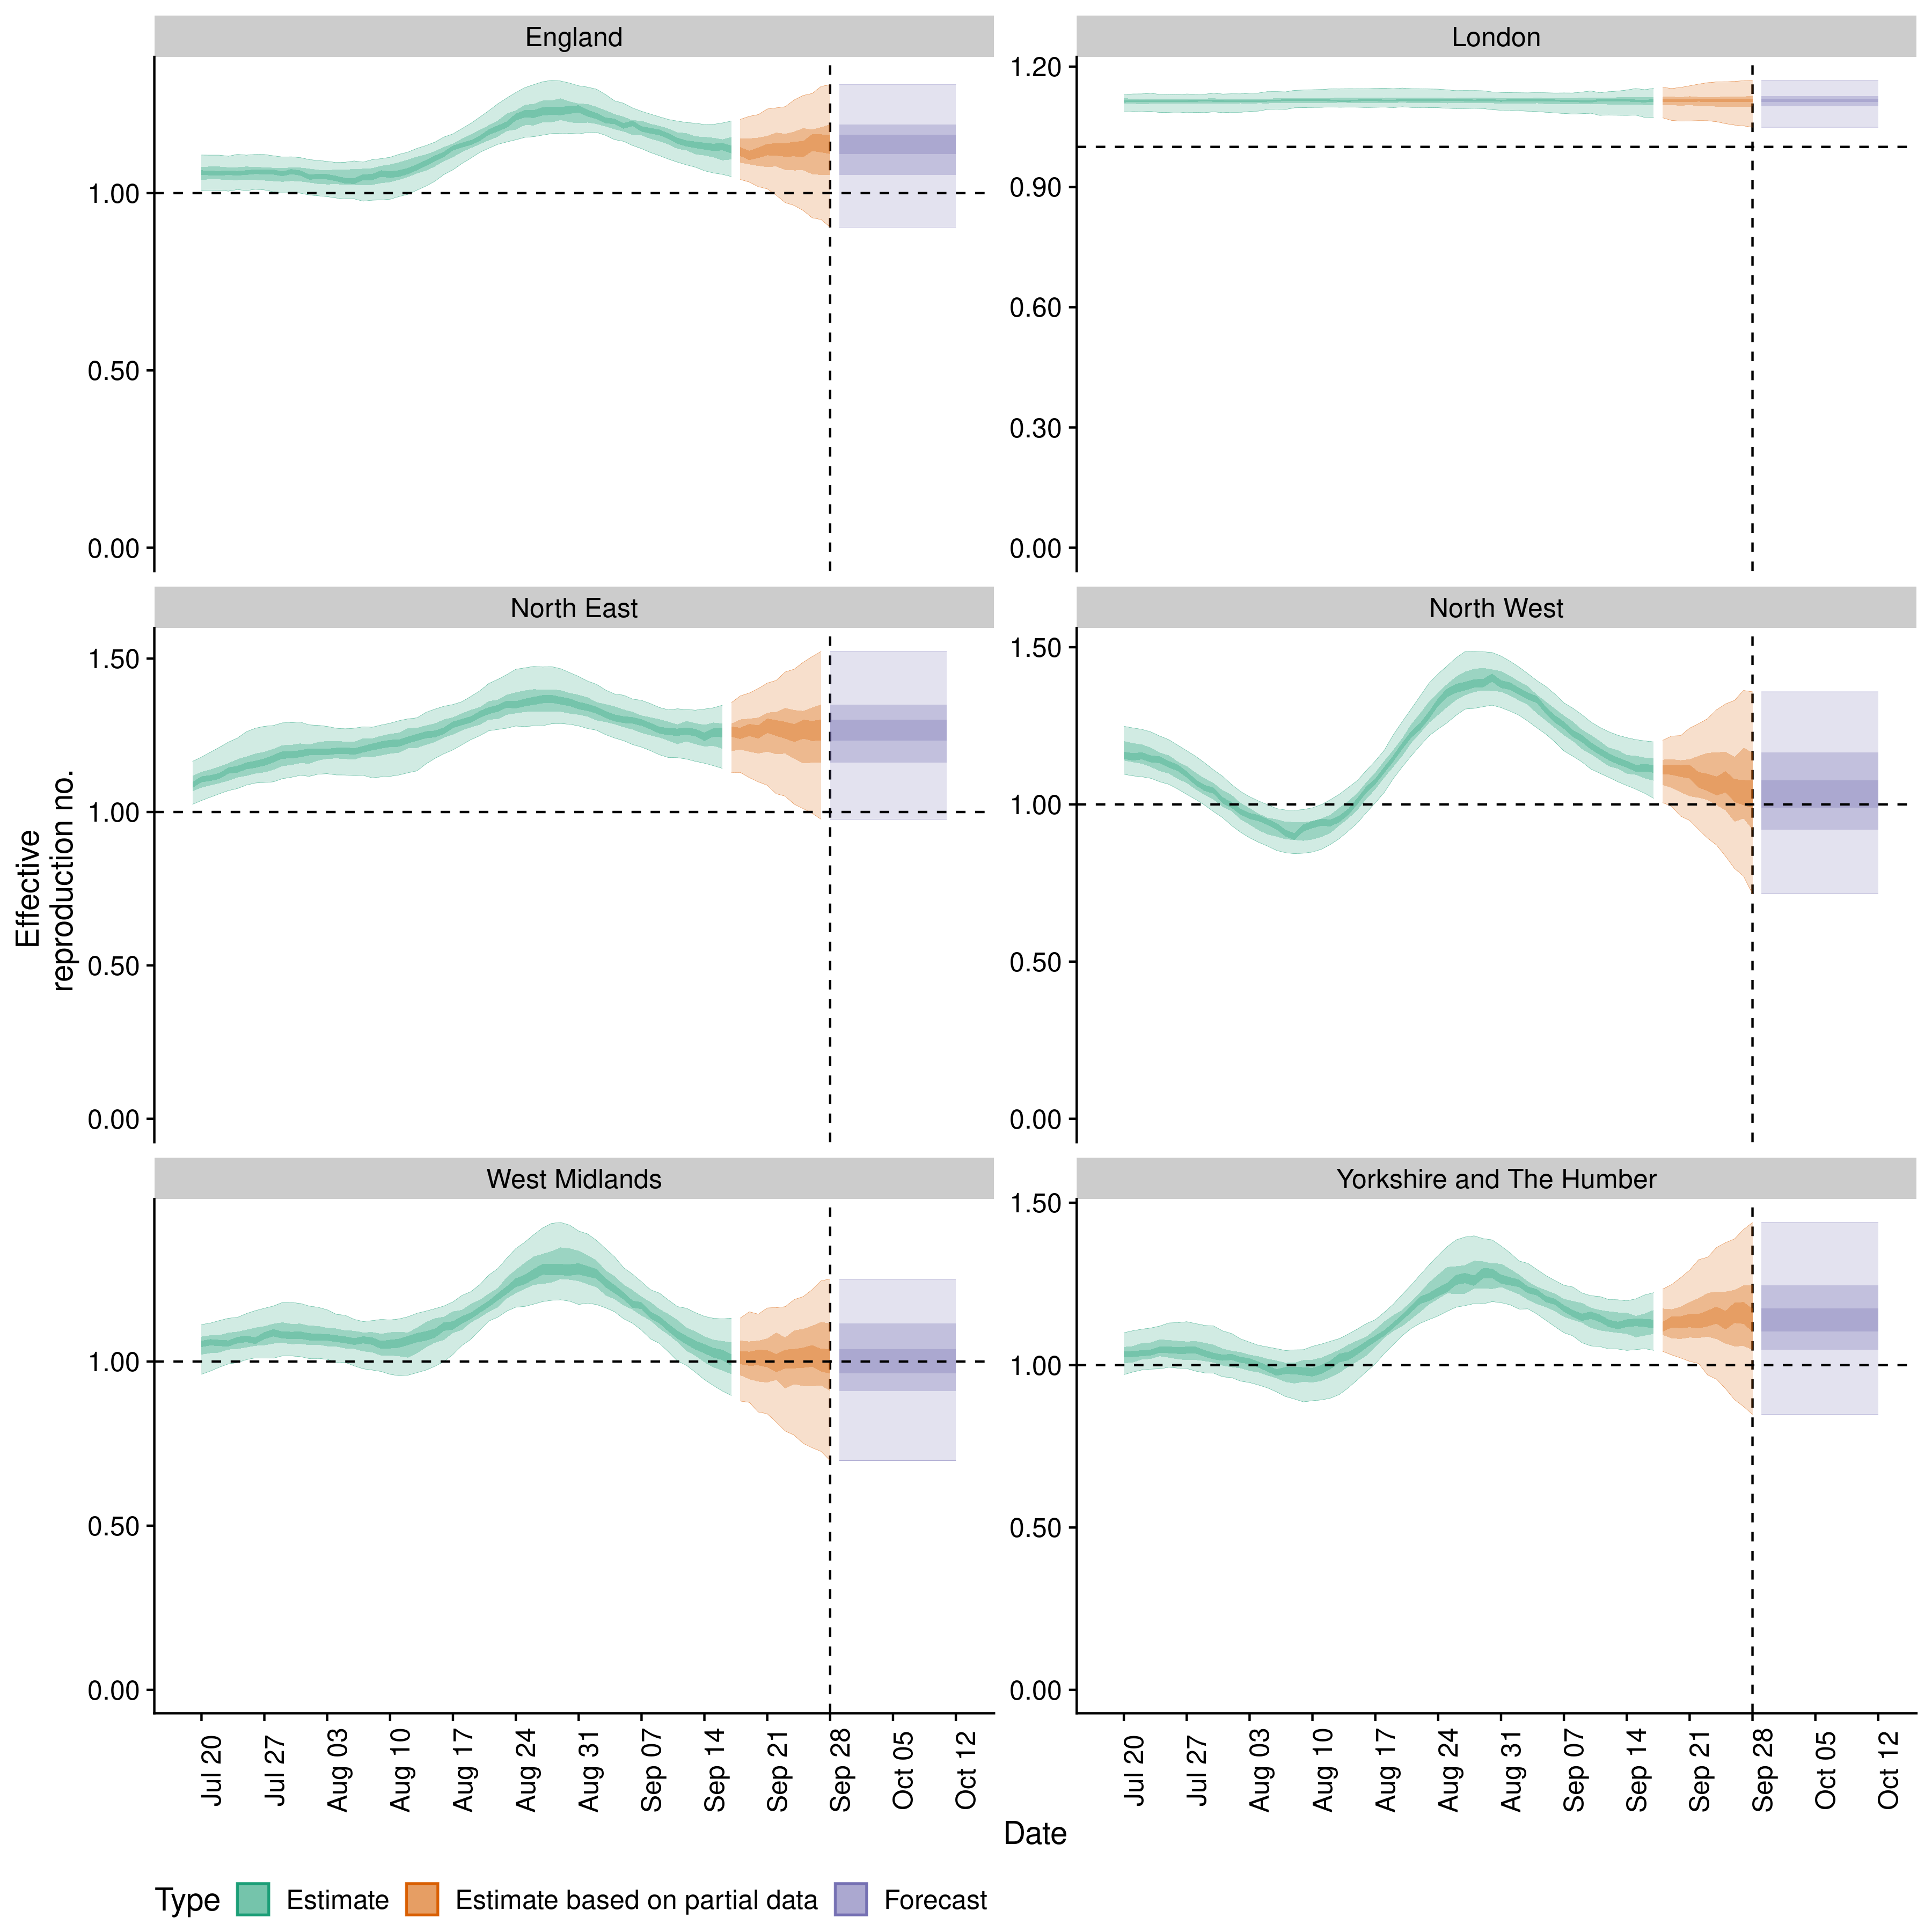 England
London
1.00
0.50
0.00
1.20
0.90
0.60
0.30
0.00
North East
North West
1.50
1.00
0.50
0.00
1.50
1.00
0.50
0.00
West Midlands
Yorkshire and The Humber
1.00
0.50
0.00
1.50
1.00
0.50
0.00
Effective
reproduction no.
Jul 20
Jul 27
Aug 03
Aug 10
Aug 17
Aug 24
Aug 31
Sep 07
Sep 14
Sep 21
Sep 28
Oct 05
Oct 12
Jul 20
Jul 27
Aug 03
Aug 10
Aug 17
Aug 24
Aug 31
Sep 07
Sep 14
Sep 21
Sep 28
Oct 05
Oct 12
Date
Type Estimate Estimate based on partial data Forecast